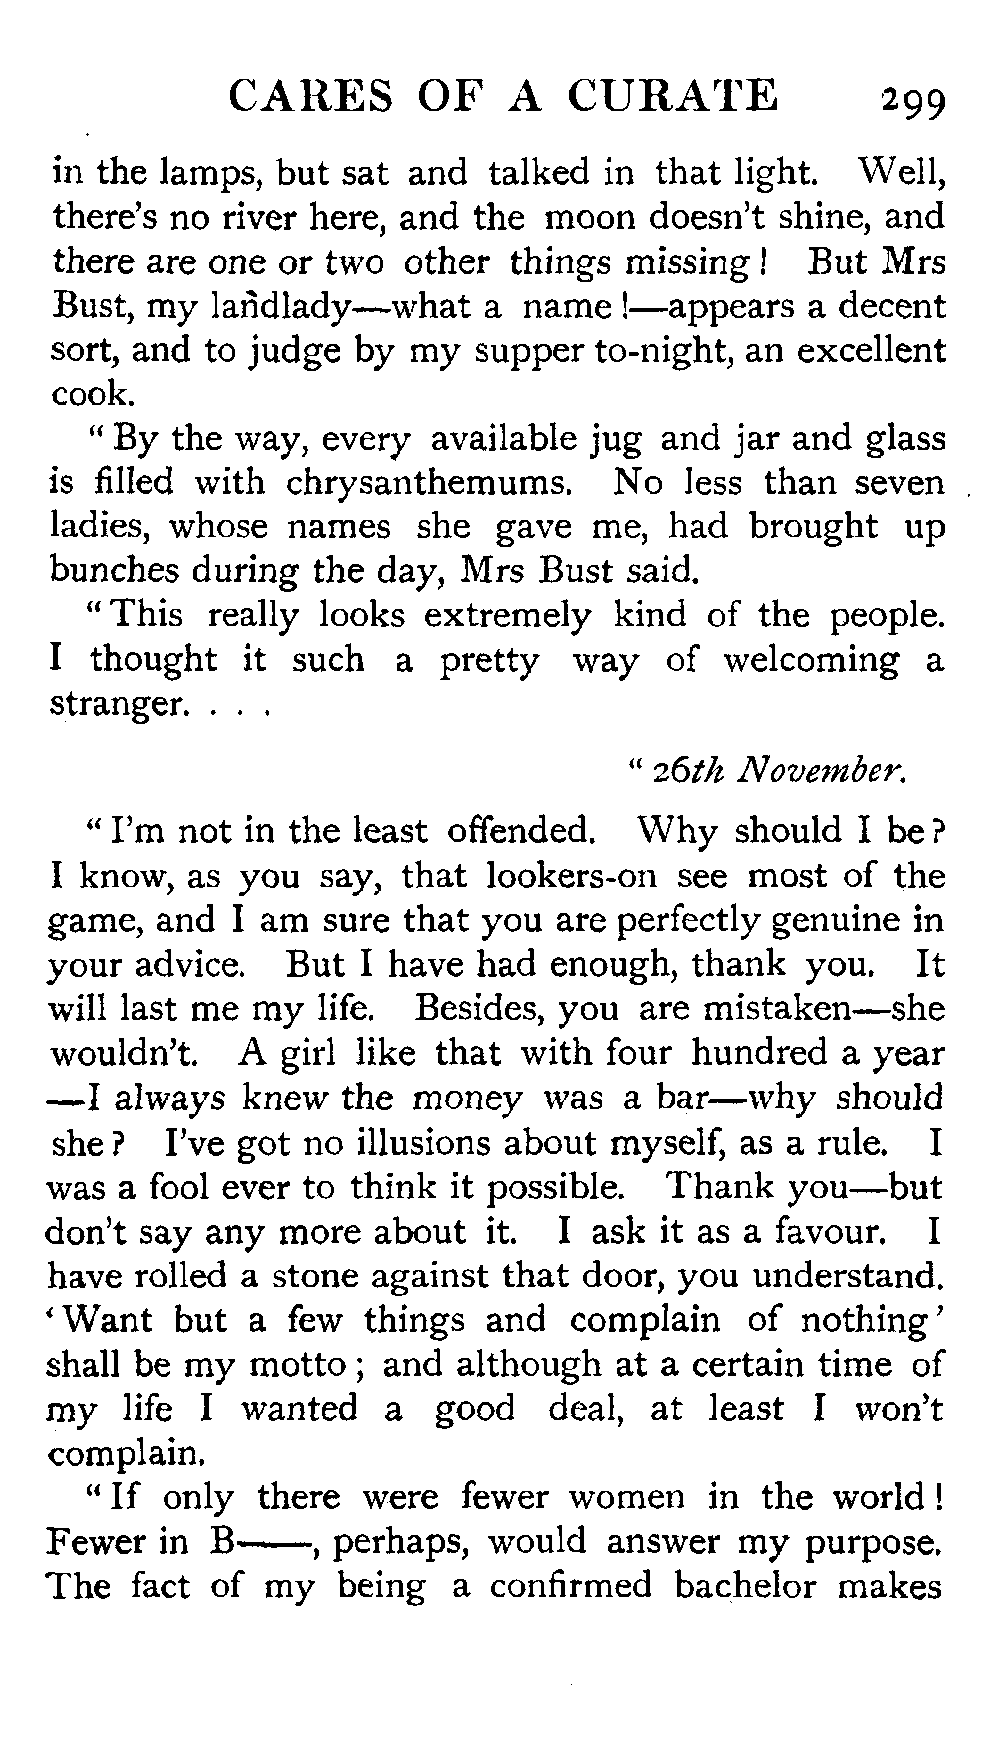 CARES OF A CURATE 299
in the lamps, but sat and talked in that light. Well,
there's no river here, and the moon doesn't shine, and
there are one or two other things missing! But Mrs
Bust, my landlady—what a name!—appears a decent
sort, and to judge by my supper to-night, an excellent
cook.
"By the way, every available jug and jar and glass
is filled with chrysanthemums. No less than seven
ladies, whose names she gave me, had brought up
bunches during the day, Mrs Bust said.
"This really looks extremely kind of the people.
I thought it such a pretty way of welcoming a
stranger. . . .
"26th November.
"I'm not in the least offended. Why should I be?
I know, as you say, that lookers-on see most of the
game, and I am sure that you are perfectly genuine in
your advice. But I have had enough, thank you. It
will last me my life. Besides, you are mistaken—she
wouldn't. A girl like that with four hundred a year
—I always knew the money was a bar—why should
she? I've got no illusions about myself, as a rule. I
was a fool ever to think it possible. Thank you—but
don't say any more about it. I ask it as a favour. I
have rolled a stone against that door, you understand.
'Want but a few things and complain of nothing'
shall be my motto; and although at a certain time of
my life I wanted a good deal, at least I won't
complain.
"If only there were fewer women in the world!
Fewer in B——, perhaps, would answer my purpose.
The fact of my being a confirmed bachelor makes